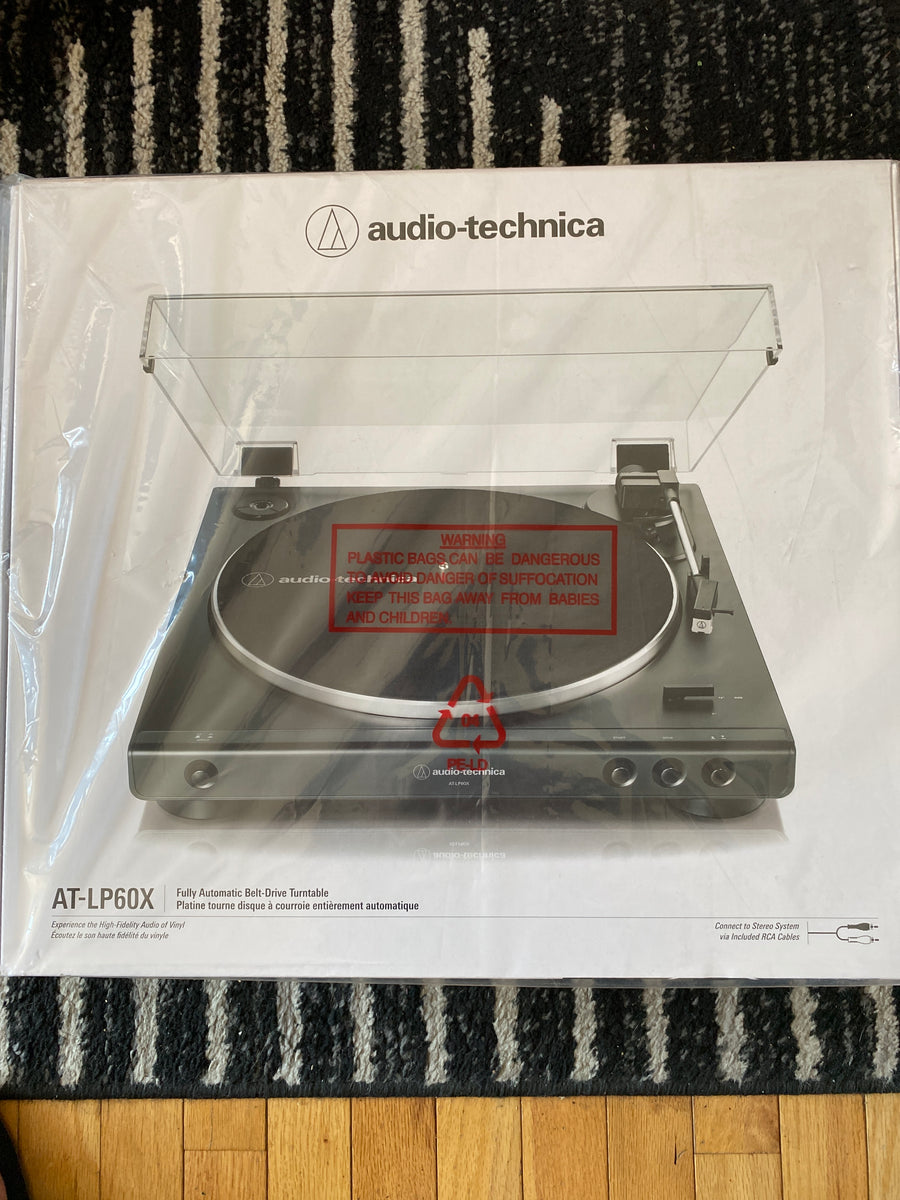 audio-technica
WARNING
PLASTIC BAGS CAN BE DANGEROUS
TO AVOID DANGER OF SUFFOCATION
KEEP THIS BAG AWAY FROM BABIES
AND CHILDREN.
audio-technica
04
PE-LD
audio-technica
AT-LP60X
AT-LP60X
Fully Automatic Belt-Drive Turntable
Platine tourne disque à courroie entièrement automatique
Experience the High-Fidelity Audio of Vinyl
Écoutez le son haute fidélité du vinyle
Connect to Stereo System
via Included RCA Cables